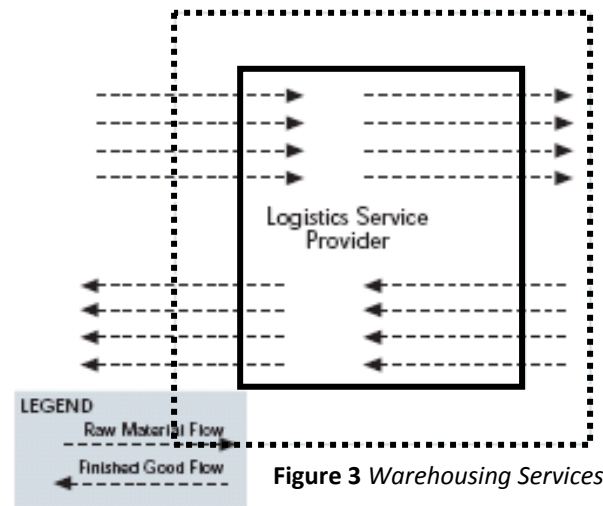 Logistics Service
Provider
LEGEND
Raw Material Flow
Finished Good Flow
Figure 3 Warehousing Services